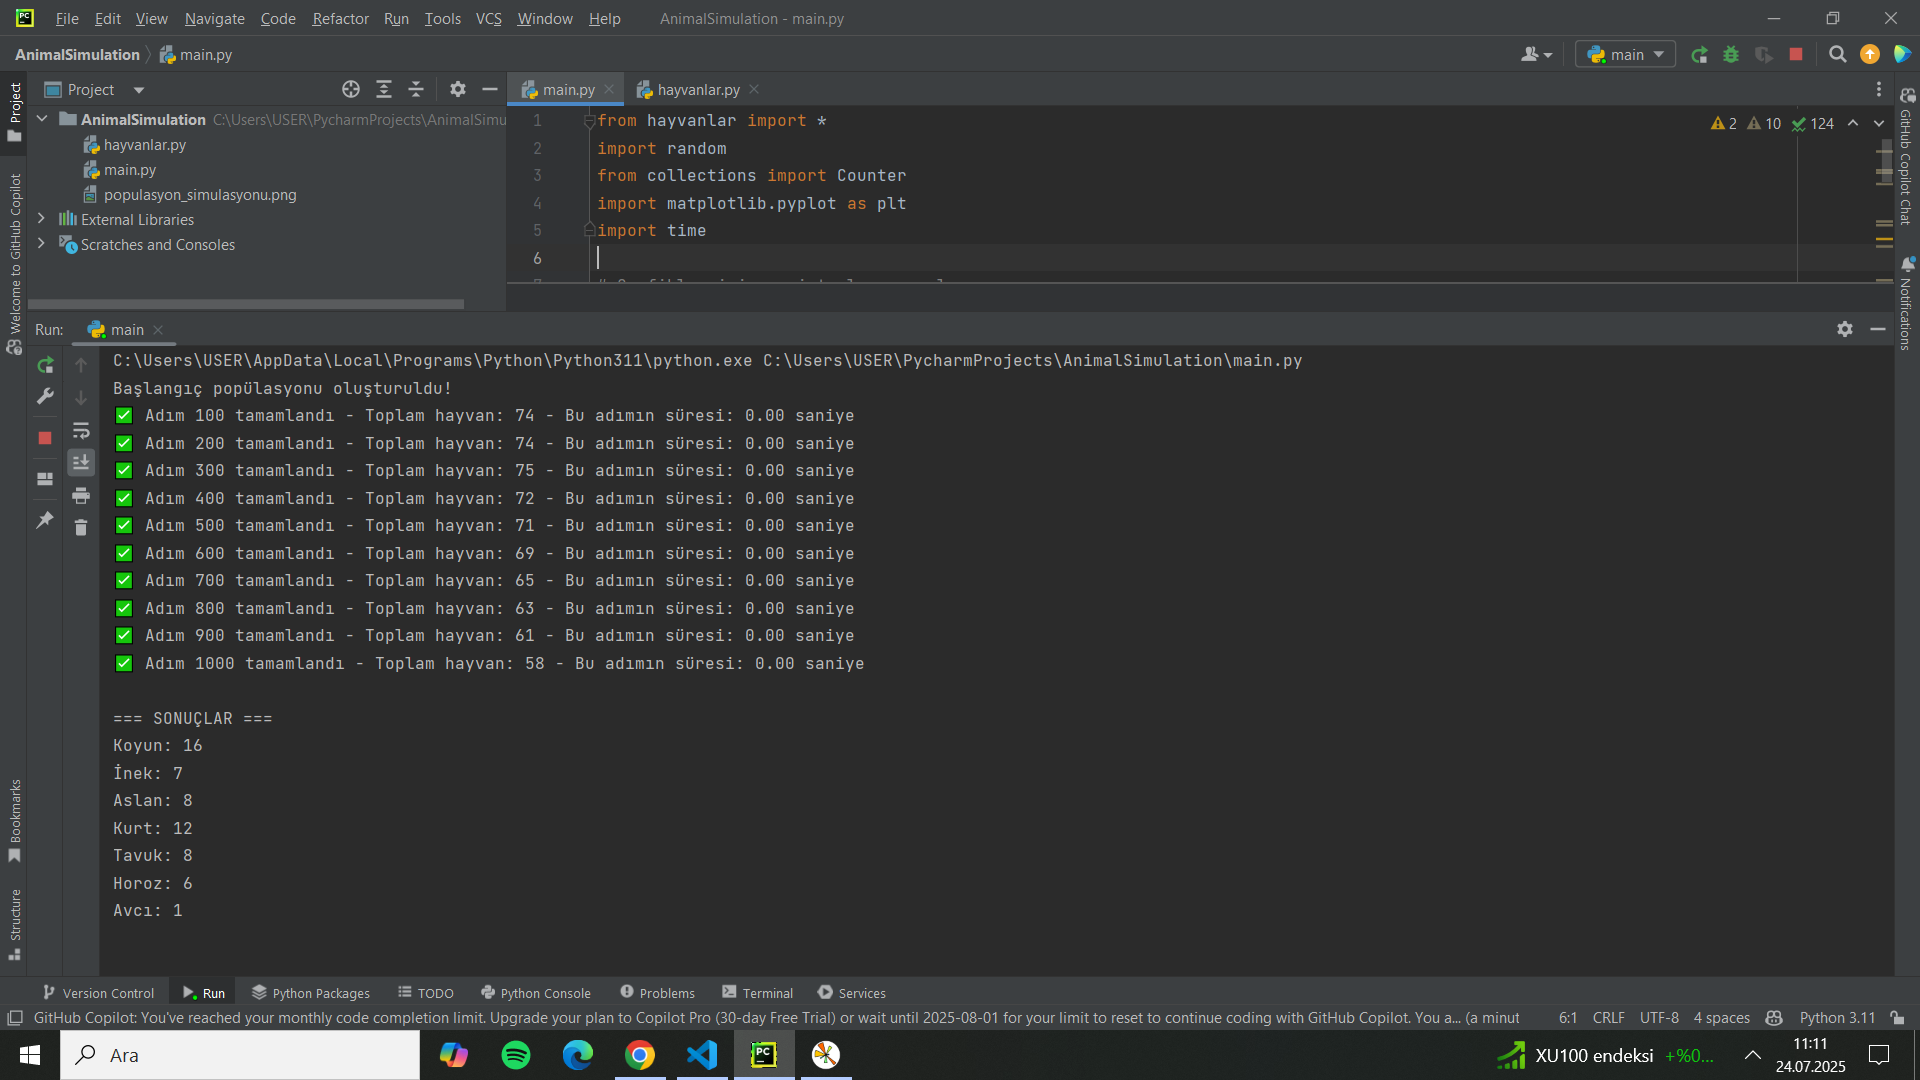 File Edit View Navigate Code Refactor Run Tools VCS Window Help AnimalSimulation - main.py
AnimalSimulation main.py
main
Project
main.py
hayvanlar.py
AnimalSimulation C:\Users\USER\PycharmProjects\AnimalSimu
hayvanlar.py
main.py
populasyon_simulasyonu.png
External Libraries
Scratches and Consoles
1 from hayvanlar import *
2 import random
3 from collections import Counter
4 import matplotlib.pyplot as plt
5 import time
6
7
2 10 124
Project
Welcome to GitHub Copilot
Bookmarks
Structure
GitHub Copilot Chat
Notifications
Run: main
C:\Users\USER\AppData\Local\Programs\Python\Python311\python.exe C:\Users\USER\PycharmProjects\AnimalSimulation\main.py
Başlangıç popülasyonu oluşturuldu!
✅ Adım 100 tamamlandı - Toplam hayvan: 74 - Bu adımın süresi: 0.00 saniye
✅ Adım 200 tamamlandı - Toplam hayvan: 74 - Bu adımın süresi: 0.00 saniye
✅ Adım 300 tamamlandı - Toplam hayvan: 75 - Bu adımın süresi: 0.00 saniye
✅ Adım 400 tamamlandı - Toplam hayvan: 72 - Bu adımın süresi: 0.00 saniye
✅ Adım 500 tamamlandı - Toplam hayvan: 71 - Bu adımın süresi: 0.00 saniye
✅ Adım 600 tamamlandı - Toplam hayvan: 69 - Bu adımın süresi: 0.00 saniye
✅ Adım 700 tamamlandı - Toplam hayvan: 65 - Bu adımın süresi: 0.00 saniye
✅ Adım 800 tamamlandı - Toplam hayvan: 63 - Bu adımın süresi: 0.00 saniye
✅ Adım 900 tamamlandı - Toplam hayvan: 61 - Bu adımın süresi: 0.00 saniye
✅ Adım 1000 tamamlandı - Toplam hayvan: 58 - Bu adımın süresi: 0.00 saniye
=== SONUÇLAR ===
Koyun: 16
İnek: 7
Aslan: 8
Kurt: 12
Tavuk: 8
Horoz: 6
Avcı: 1
Version Control Run Python Packages TODO Python Console Problems Terminal Services
GitHub Copilot: You've reached your monthly code completion limit. Upgrade your plan to Copilot Pro (30-day Free Trial) or wait until 2025-08-01 for your limit to reset to continue coding with GitHub Copilot. You a... (a minut 6:1 CRLF UTF-8 4 spaces Python 3.11
Ara
XU100 endeksi +%0...
11:11
24.07.2025